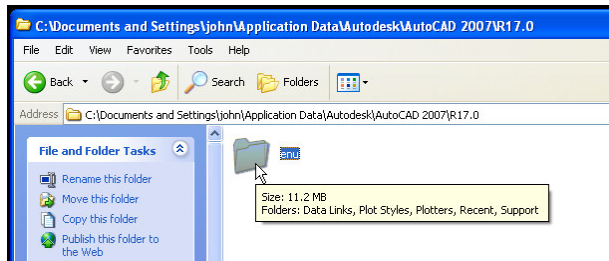 C:\Documents and Settings\john\Application Data\Autodesk\AutoCAD 2007\R17.0
File Edit View Favorites Tools Help
Back Search Folders
Address C:\Documents and Settings\john\Application Data\Autodesk\AutoCAD 2007\R17.0
File and Folder Tasks
Rename this folder
Move this folder
Copy this folder
Publish this folder to
the Web
enu
Size: 11.2 MB
Folders: Data Links, Plot Styles, Plotters, Recent, Support